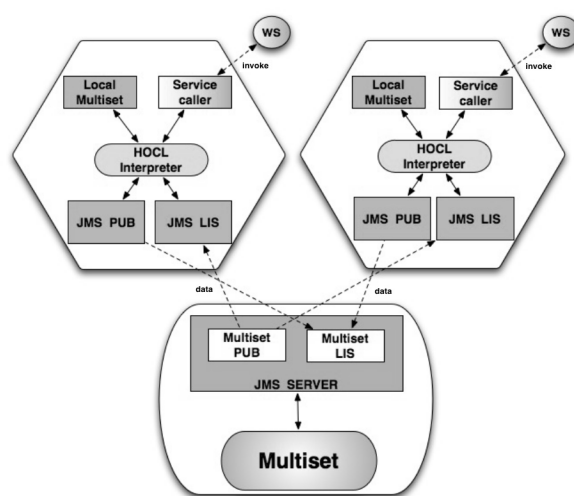 WS
WS
invoke
invoke
Local
Multiset
Service
caller
Local
Multiset
Service
caller
HOCL
Interpreter
HOCL
Interpreter
JMS PUB
JMS LIS
JMS PUB
JMS LIS
data
data
Multiset
PUB
Multiset
LIS
JMS SERVER
Multiset